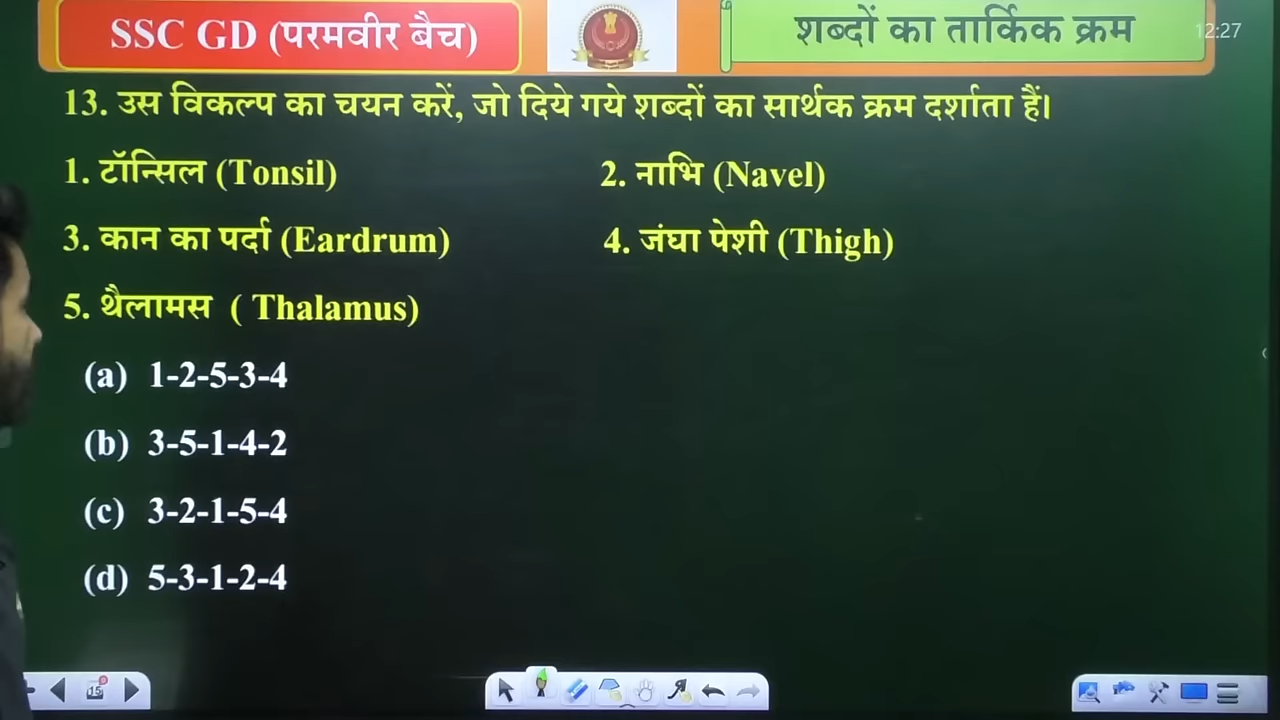 SSC GD (परमवीर बैच)
शब्दों का तार्किक क्रम
12:27
13. उस विकल्प का चयन करें, जो दिये गये शब्दों का सार्थक क्रम दर्शाता हैं।
1. टॉन्सिल (Tonsil)
2. नाभि (Navel)
3. कान का पर्दा (Eardrum)
4. जंघा पेशी (Thigh)
5. थैलामस ( Thalamus)
(a) 1-2-5-3-4
(b) 3-5-1-4-2
(c) 3-2-1-5-4
(d) 5-3-1-2-4
15